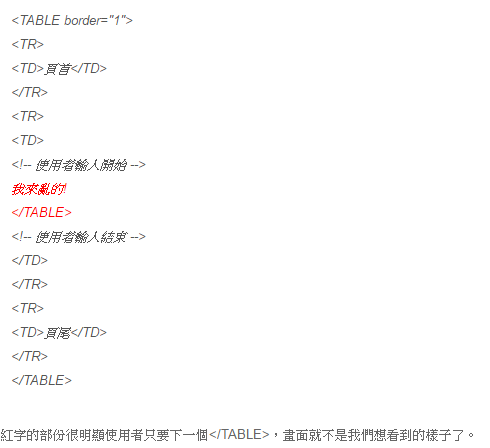 <TABLE border="1">
<TR>
<TD>頁首</TD>
</TR>
<TR>
<TD>
<!-- 使用者輸入開始 -->
我來亂的!
</TABLE>
<!-- 使用者輸入結束 -->
</TD>
</TR>
<TR>
<TD>頁尾</TD>
</TR>
</TABLE>
紅字的部份很明顯使用者只要下一個</TABLE>，畫面就不是我們想看到的樣子了。